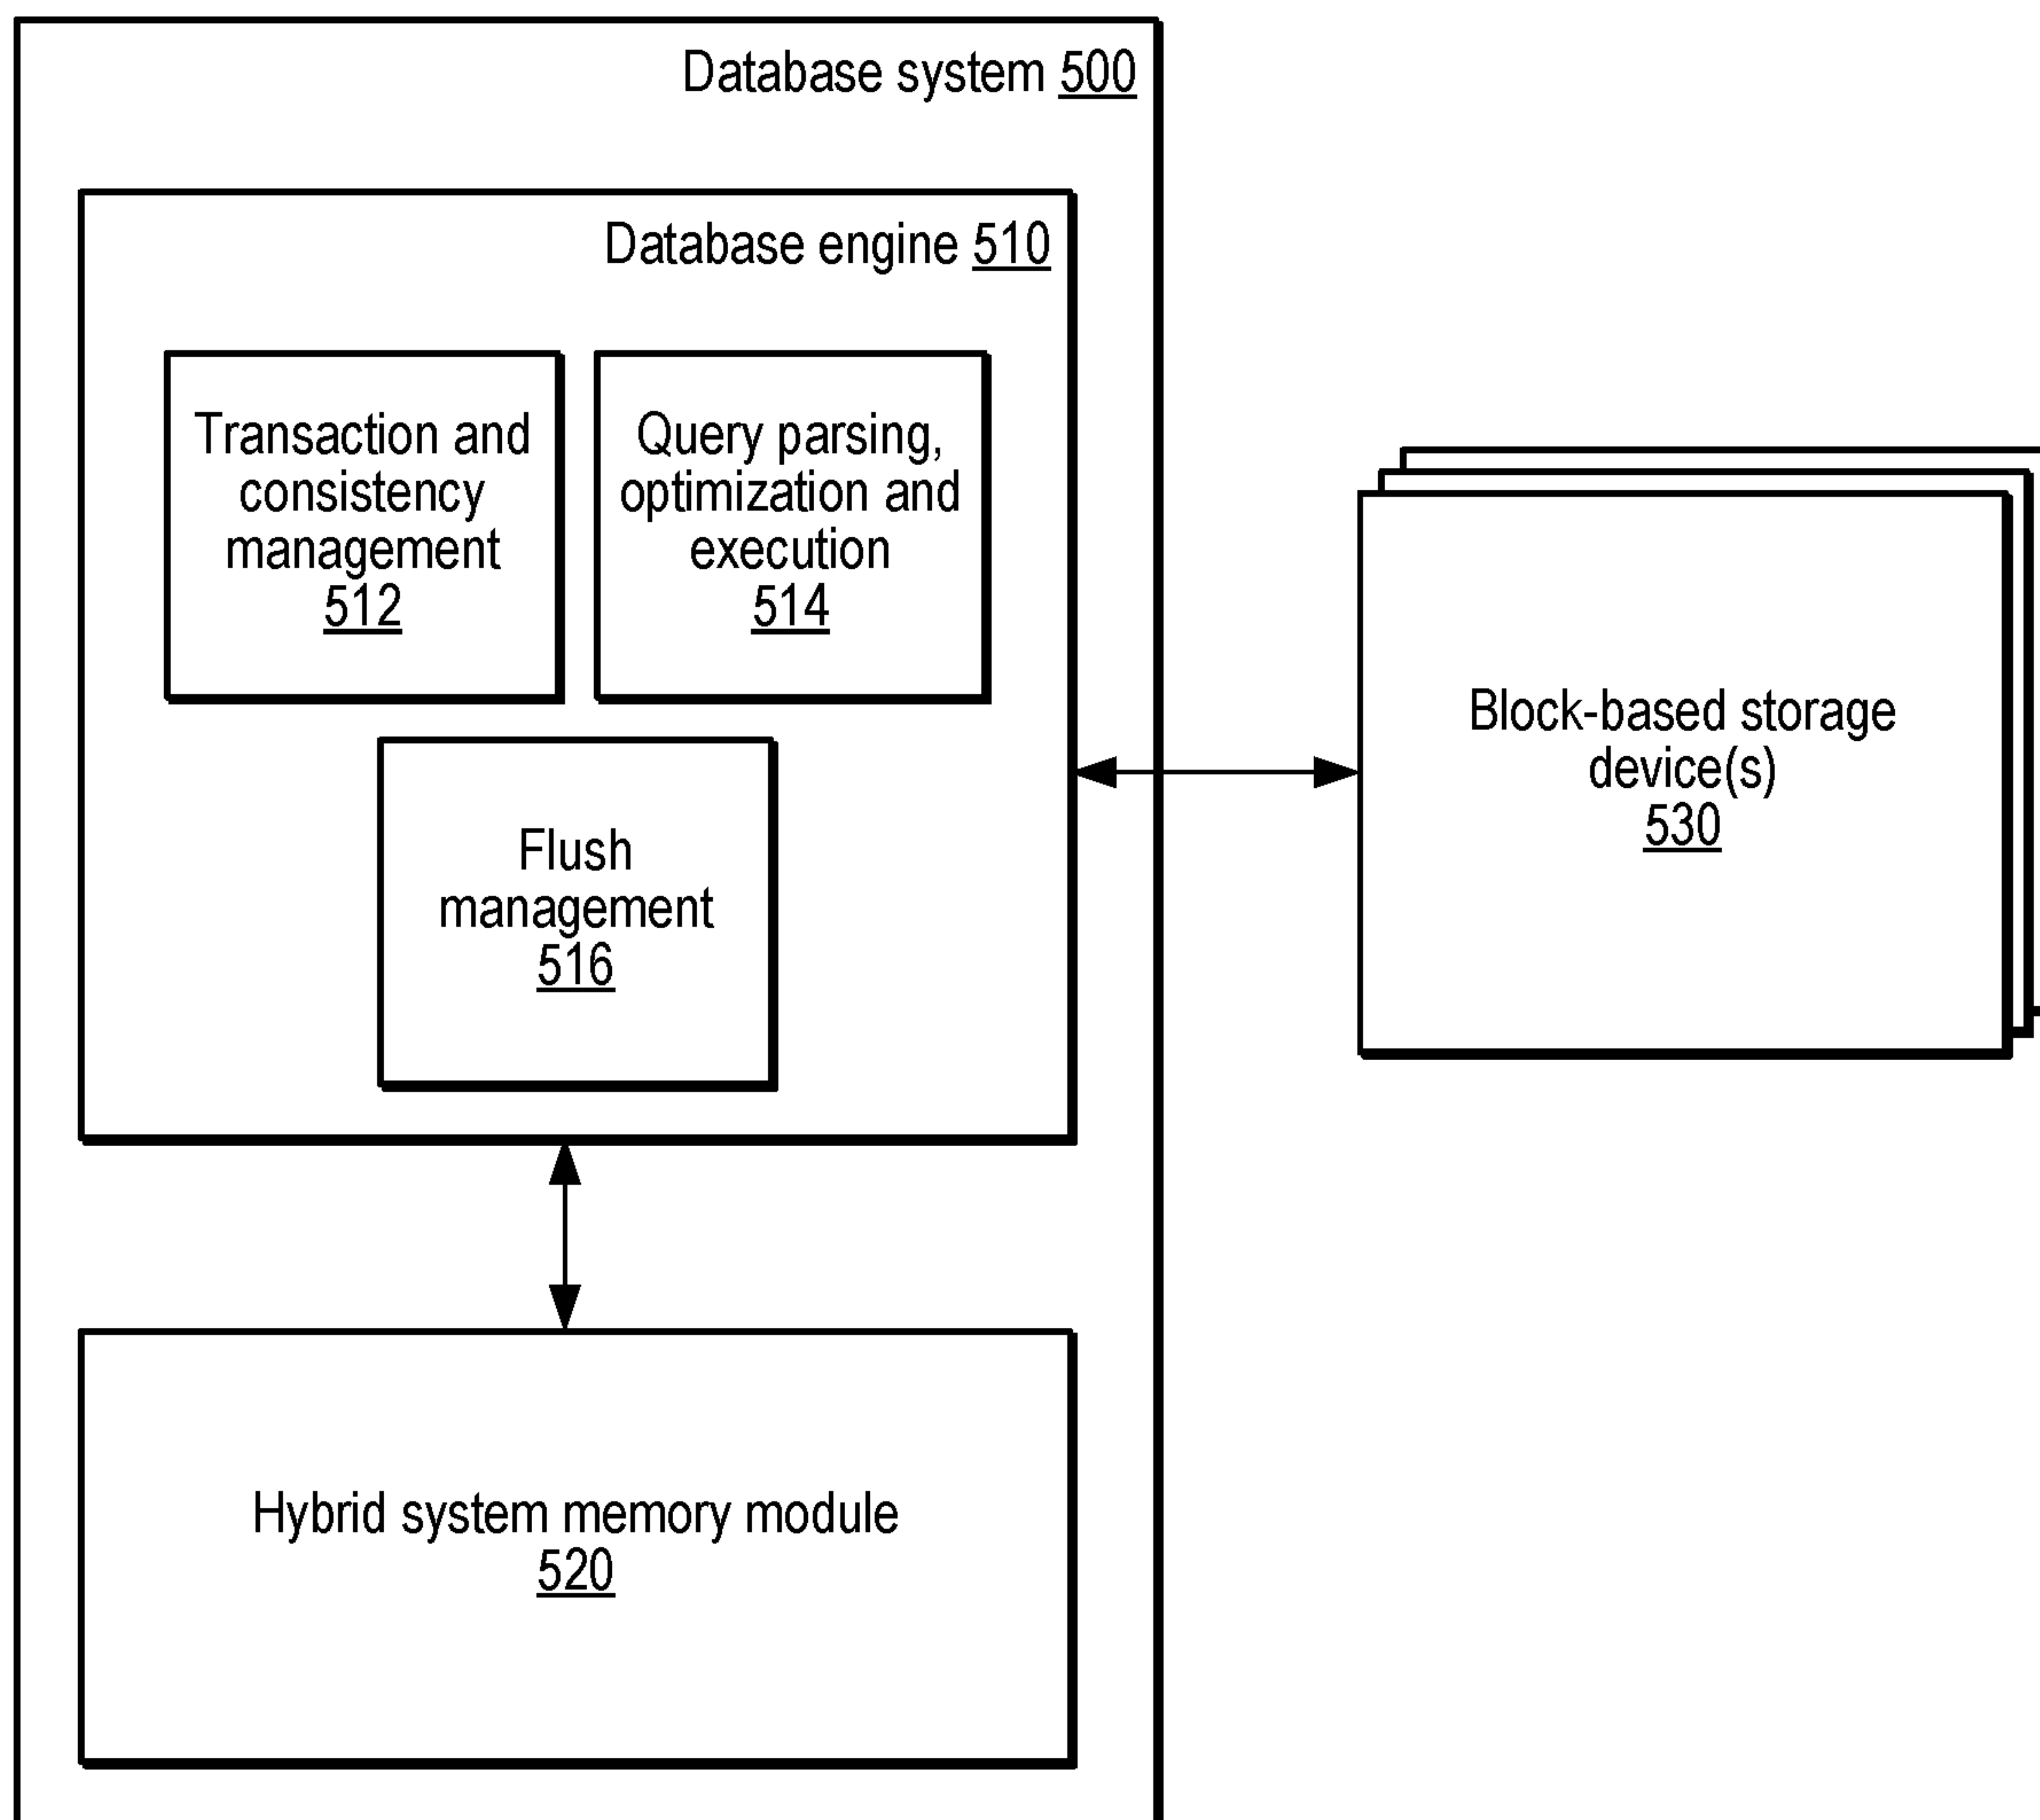 Database system 500
Database engine 510
Transaction and
consistency
management
512
Query parsing,
optimization and
execution
514
Flush
management
516
Block-based storage
device(s)
530
Hybrid system memory module
520